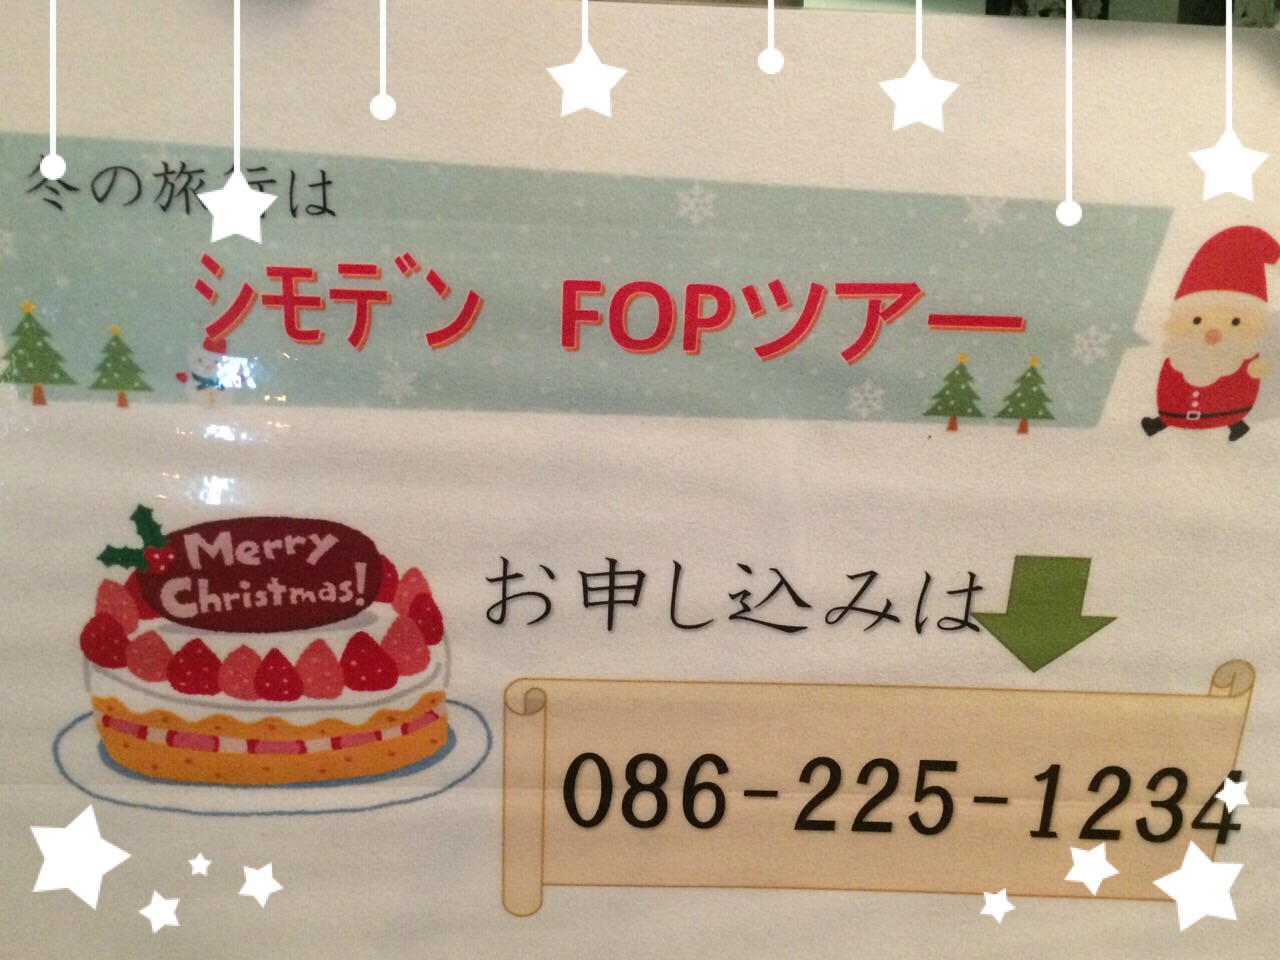 冬の旅行は
シモデン FOPツアー
Merry
Christmas!
お申し込みは
086-225-1234